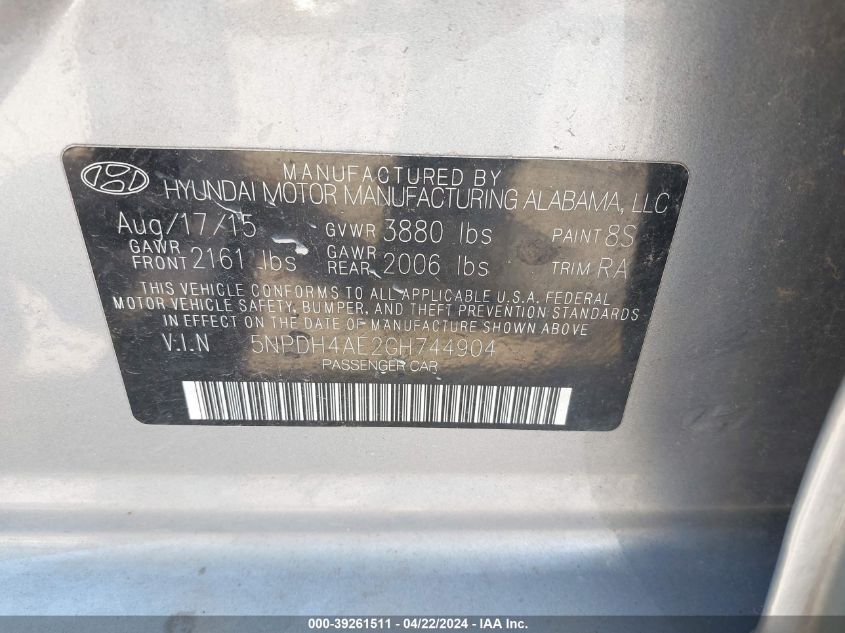 MANUFACTURED BY
HYUNDAI MOTOR MANUFACTURING ALABAMA, LLC
Aug/17/15 GVWR 3880 lbs PAINT 8S
GAWR FRONT 2161 lbs GAWR REAR 2006 lbs TRIM RA
THIS VEHICLE CONFORMS TO ALL APPLICABLE U.S.A. FEDERAL
MOTOR VEHICLE SAFETY, BUMPER, AND THEFT PREVENTION STANDARDS
IN EFFECT ON THE DATE OF MANUFACTURE SHOWN ABOVE
V.I.N 5NPDH4AE2GH744904
PASSENGER CAR
000-39261511 - 04/22/2024 - IAA Inc.